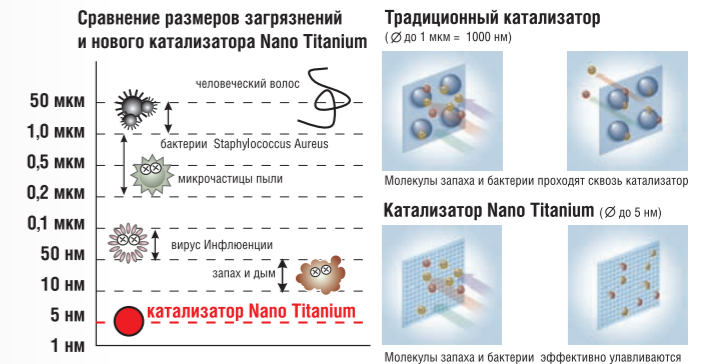 Сравнение размеров загрязнений
и нового катализатора Nano Titanium
50 мкм
1,0 мкм
0,5 мкм
0,2 мкм
0,1 мкм
50 нм
10 нм
5 нм
1 нм
человеческий волос
бактерии Staphylococcus Aureus
микрочастицы пыли
вирус Инфлюенции
запах и дым
катализатор Nano Titanium
Традиционный катализатор
( ∅ до 1 мкм = 1000 нм)
Молекулы запаха и бактерии проходят сквозь катализатор
Катализатор Nano Titanium ( ∅ до 5 нм)
Молекулы запаха и бактерии эффективно улавливаются